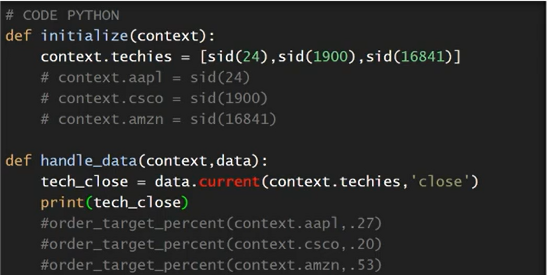 # CODE PYTHON
def initialize(context):
    context.techies = [sid(24),sid(1900),sid(16841)]
    # context.aapl = sid(24)
    # context.csco = sid(1900)
    # context.amzn = sid(16841)

def handle_data(context,data):
    tech_close = data.current(context.techies,'close')
    print(tech_close)
    #order_target_percent(context.aapl,.27)
    #order_target_percent(context.csco,.20)
    #order_target_percent(context.amzn,.53)